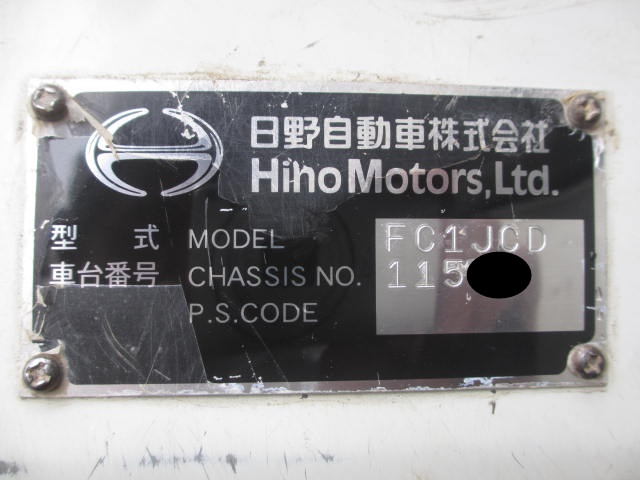 日野自動車株式会社
Hino Motors, Ltd.
型 式 MODEL FC1JCD
車台番号 CHASSIS NO. 115
P.S.CODE